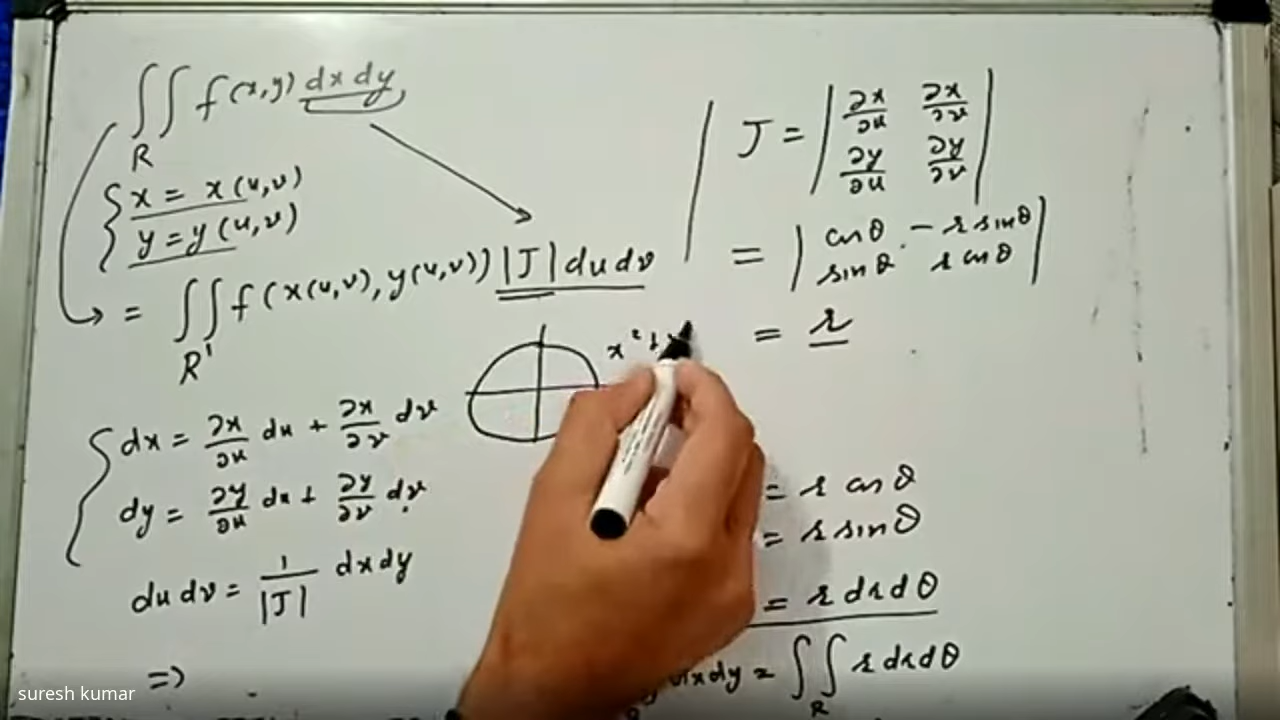 ∬ f(x,y) dx dy
R
x = x(u,v)
y = y(u,v)
= ∬ f(x(u,v), y(u,v)) |J| du dv
R'
dx = ∂x/∂u du + ∂x/∂v dv
dy = ∂y/∂u du + ∂y/∂v dv
du dv = 1/|J| dx dy
=>
x² +
J = | ∂x/∂u ∂x/∂v |
| ∂y/∂u ∂y/∂v |
= | cosθ - r sinθ |
| sinθ r cosθ |
= r
= r cosθ
= r sinθ
= r dr dθ
dx dy = ∬ r dr dθ
R
suresh kumar